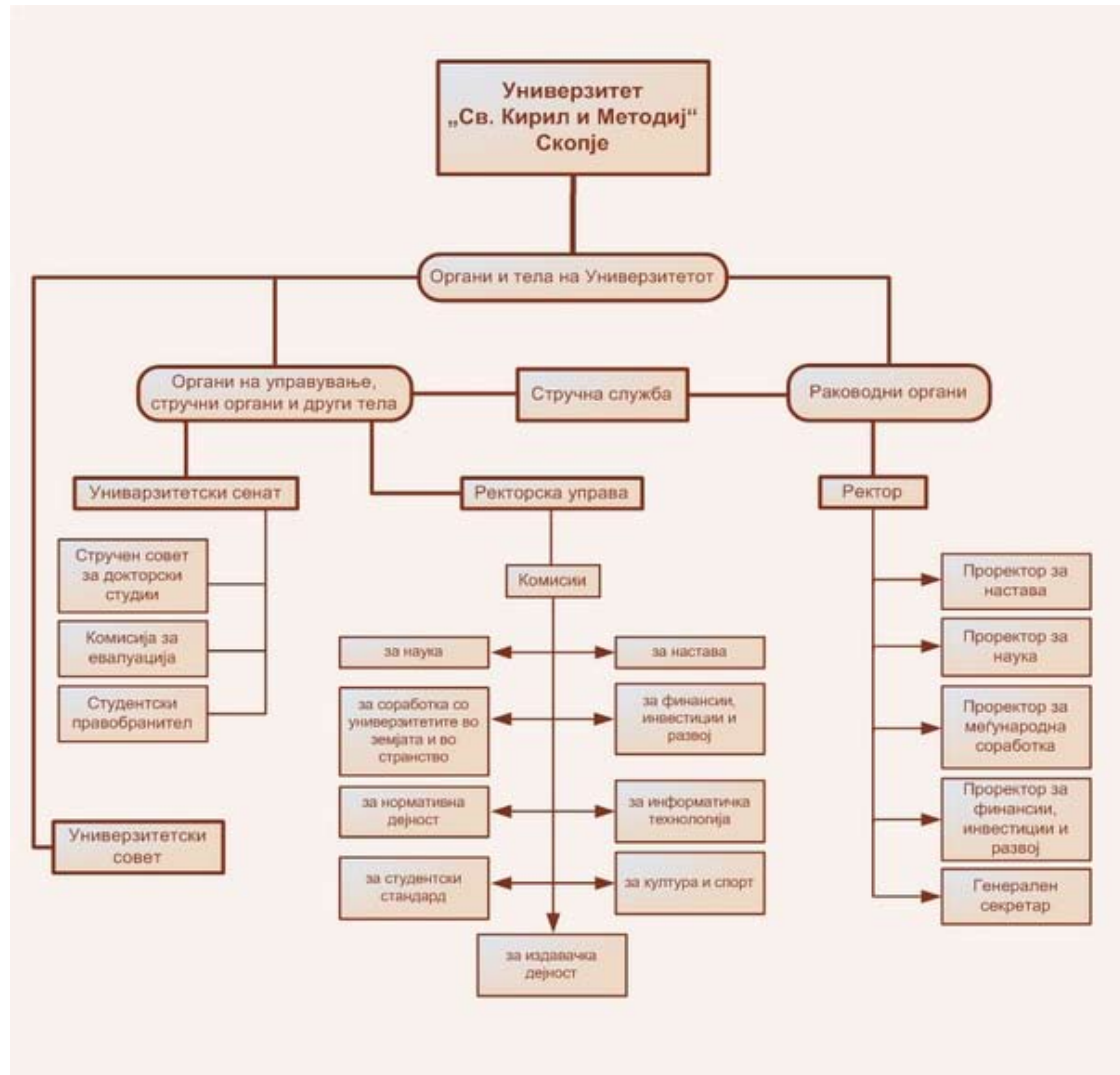 Универзитет
„Св. Кирил и Методиј“
Скопје
Органи и тела на Универзитетот
Органи на управување,
стручни органи и други тела
Стручна служба
Раководни органи
Универзитетски сенат
Ректорска управа
Ректор
Стручен совет
за докторски
студии
Комисија за
евалуација
Студентски
правобранител
Универзитетски
совет
Комисии
за наука
за настава
за соработка со
универзитетите во
земјата и во
странство
за финансии,
инвестиции и
развој
за нормативна
дејност
за информатичка
технологија
за студентски
стандард
за култура и спорт
за издавачка
дејност
Проректор за
настава
Проректор за
наука
Проректор за
меѓународна
соработка
Проректор за
финансии,
инвестиции и
развој
Генерален
секретар